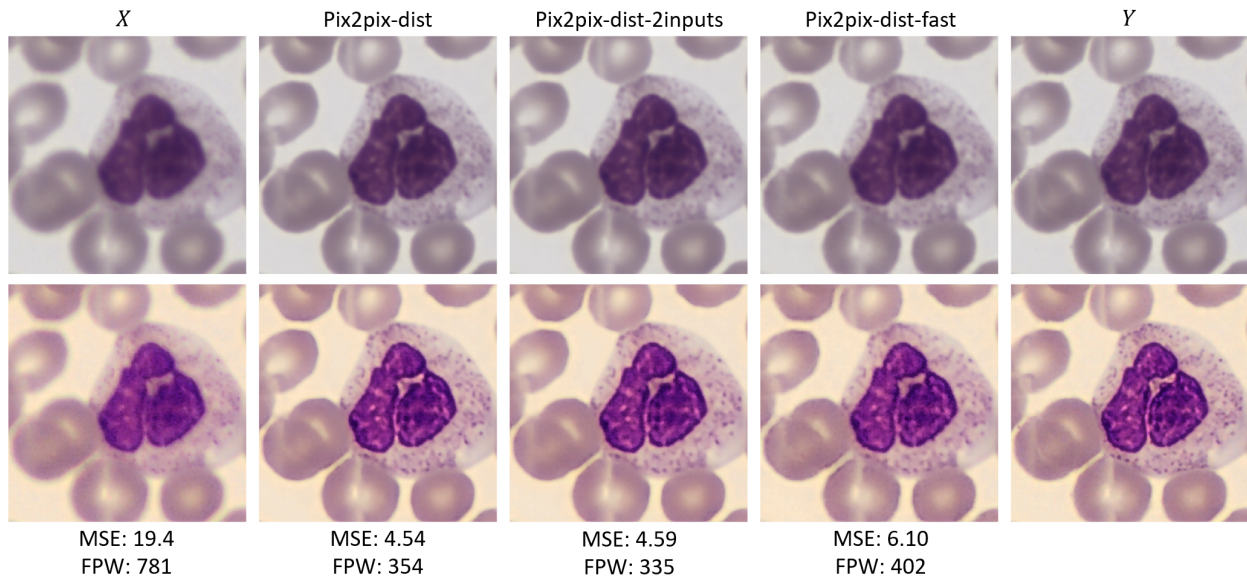 X Pix2pix-dist Pix2pix-dist-2inputs Pix2pix-dist-fast Y
MSE: 19.4 MSE: 4.54 MSE: 4.59 MSE: 6.10
FPW: 781 FPW: 354 FPW: 335 FPW: 402